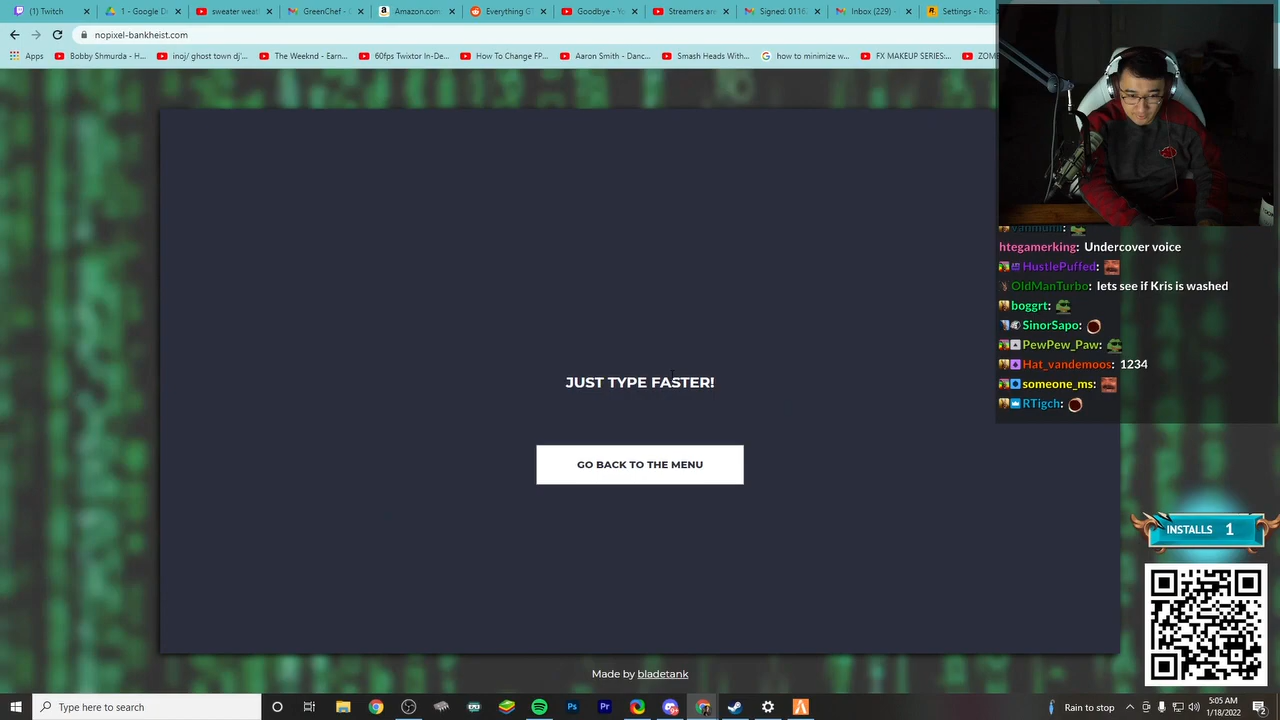 (1) Twitch
1 - Google D
sweater weat
GreenChef -
Amazon.com
Everything GT
Goodbye - Yo
Streamers are
Signed: 0116
Inbox (229) -
Settings - Ro
nopixel-bankheist.com
Apps
Bobby Shmurda - H...
inoj/ ghost town dj'...
The Weeknd - Earn...
60fps Twixtor In-De...
How To Change FP...
Aaron Smith - Danc...
Smash Heads With...
how to minimize w...
FX MAKEUP SERIES:...
ZOM
htegamerking: Undercover voice
HustlePuffed:
OldManTurbo: lets see if Kris is washed
boggrt:
SinorSapo:
PewPew_Paw:
Hat_vandemoos: 1234
someone_ms:
RTigch:
JUST TYPE FASTER!
GO BACK TO THE MENU
INSTALLS 1
Made by bladetank
Type here to search
Rain to stop
5:05 AM
1/18/2022
2